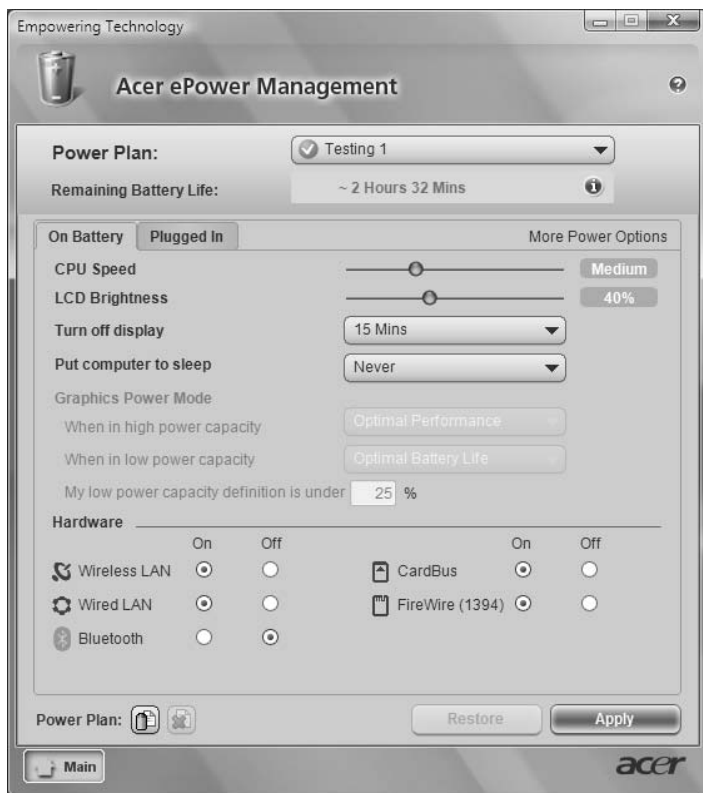 Empowering Technology
Acer ePower Management
Power Plan: Testing 1
Remaining Battery Life: ~ 2 Hours 32 Mins
On Battery Plugged In More Power Options
CPU Speed Medium
LCD Brightness 40%
Turn off display 15 Mins
Put computer to sleep Never
Graphics Power Mode
When in high power capacity Optimal Performance
When in low power capacity Optimal Battery Life
My low power capacity definition is under 25 %
Hardware
On Off On Off
Wireless LAN CardBus
Wired LAN FireWire (1394)
Bluetooth
Power Plan: Restore Apply
Main acer